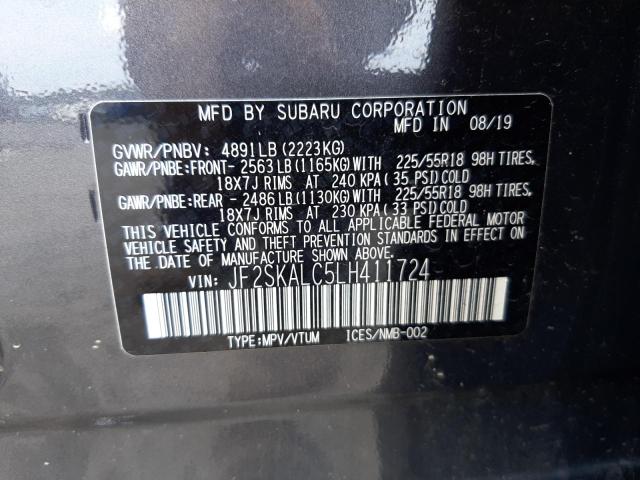 MFD BY SUBARU CORPORATION
MFD IN 08/19
GVWR/PNBV: 4891LB (2223KG)
GAWR/PNBE:FRONT- 2563LB (1165KG)WITH 225/55R18 98H TIRES,
18X7J RIMS AT 240 KPA (35 PSI)COLD
GAWR/PNBE:REAR - 2486LB (1130KG)WITH 225/55R18 98H TIRES,
18X7J RIMS AT 230 KPA (33 PSI)COLD
THIS VEHICLE CONFORMS TO ALL APPLICABLE FEDERAL MOTOR
VEHICLE SAFETY AND THEFT PREVENTION STANDARDS IN EFFECT ON
THE DATE OF MANUFACTURE SHOWN ABOVE.
VIN: JF2SKALC5LH411724
TYPE:MPV/VTUM ICES/NMB-002